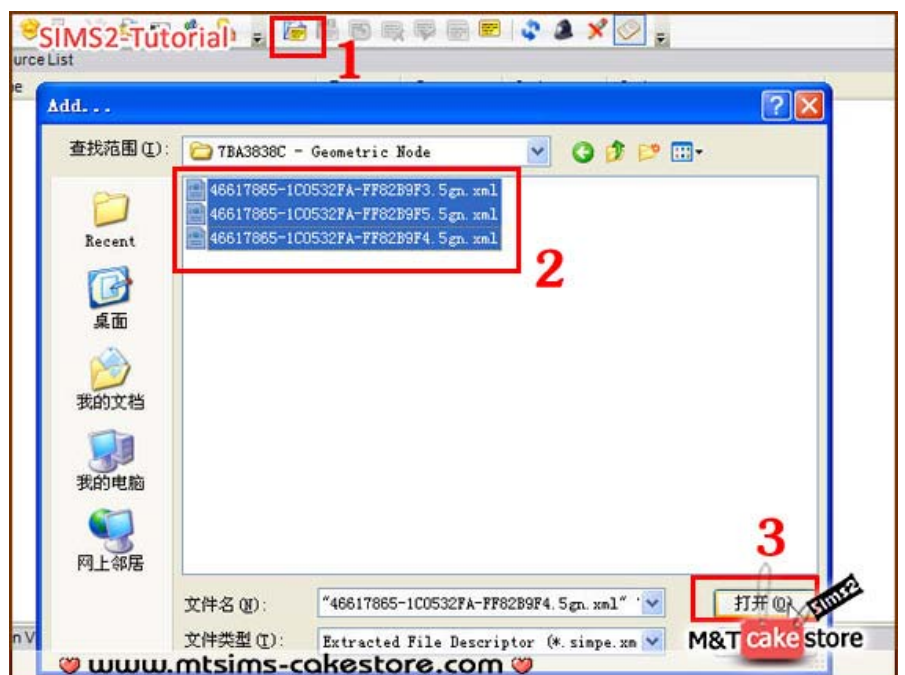 SIMS2-Tutorial
1
urce List
Add...
查找范围(I):
7BA3838C - Geometric Node
46617865-1C0532FA-FF82B9F3.5gn.xml
46617865-1C0532FA-FF82B9F5.5gn.xml
46617865-1C0532FA-FF82B9F4.5gn.xml
2
Recent
桌面
我的文档
我的电脑
网上邻居
3
文件名(N):
"46617865-1C0532FA-FF82B9F4.5gn.xml" "
打开(O)
sims2
文件类型(T):
Extracted File Descriptor (*.simpe.xm
M&T cake store
www.mtsims-cakestore.com